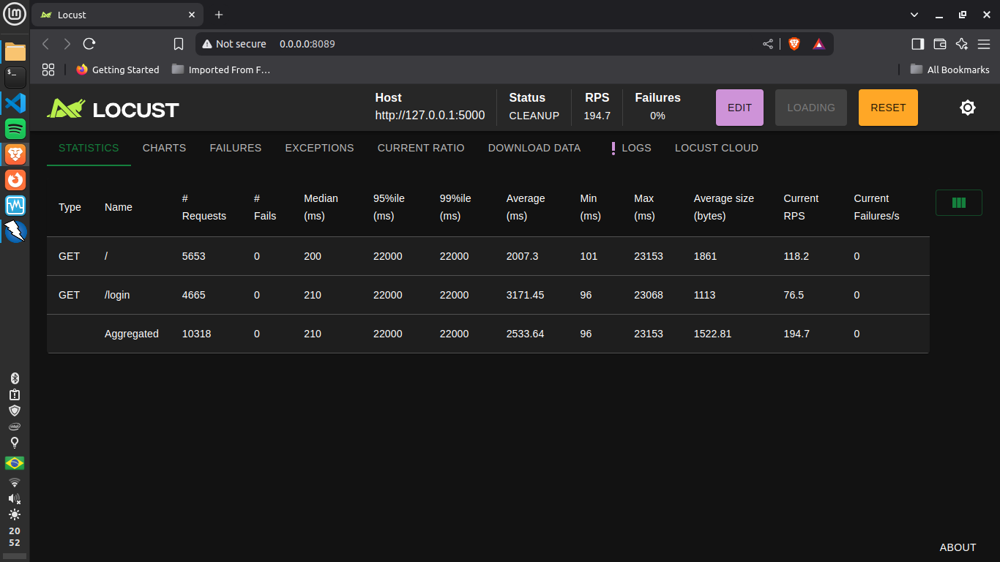 Locust
Not secure 0.0.0.0:8089
Getting Started Imported From F… All Bookmarks
LOCUST
Host
http://127.0.0.1:5000
Status
CLEANUP
RPS
194.7
Failures
0%
EDIT LOADING RESET
STATISTICS CHARTS FAILURES EXCEPTIONS CURRENT RATIO DOWNLOAD DATA ! LOGS LOCUST CLOUD
Type Name # Requests # Fails Median (ms) 95%ile (ms) 99%ile (ms) Average (ms) Min (ms) Max (ms) Average size (bytes) Current RPS Current Failures/s
GET / 5653 0 200 22000 22000 2007.3 101 23153 1861 118.2 0
GET /login 4665 0 210 22000 22000 3171.45 96 23068 1113 76.5 0
Aggregated 10318 0 210 22000 22000 2533.64 96 23153 1522.81 194.7 0
intel
20
52
ABOUT